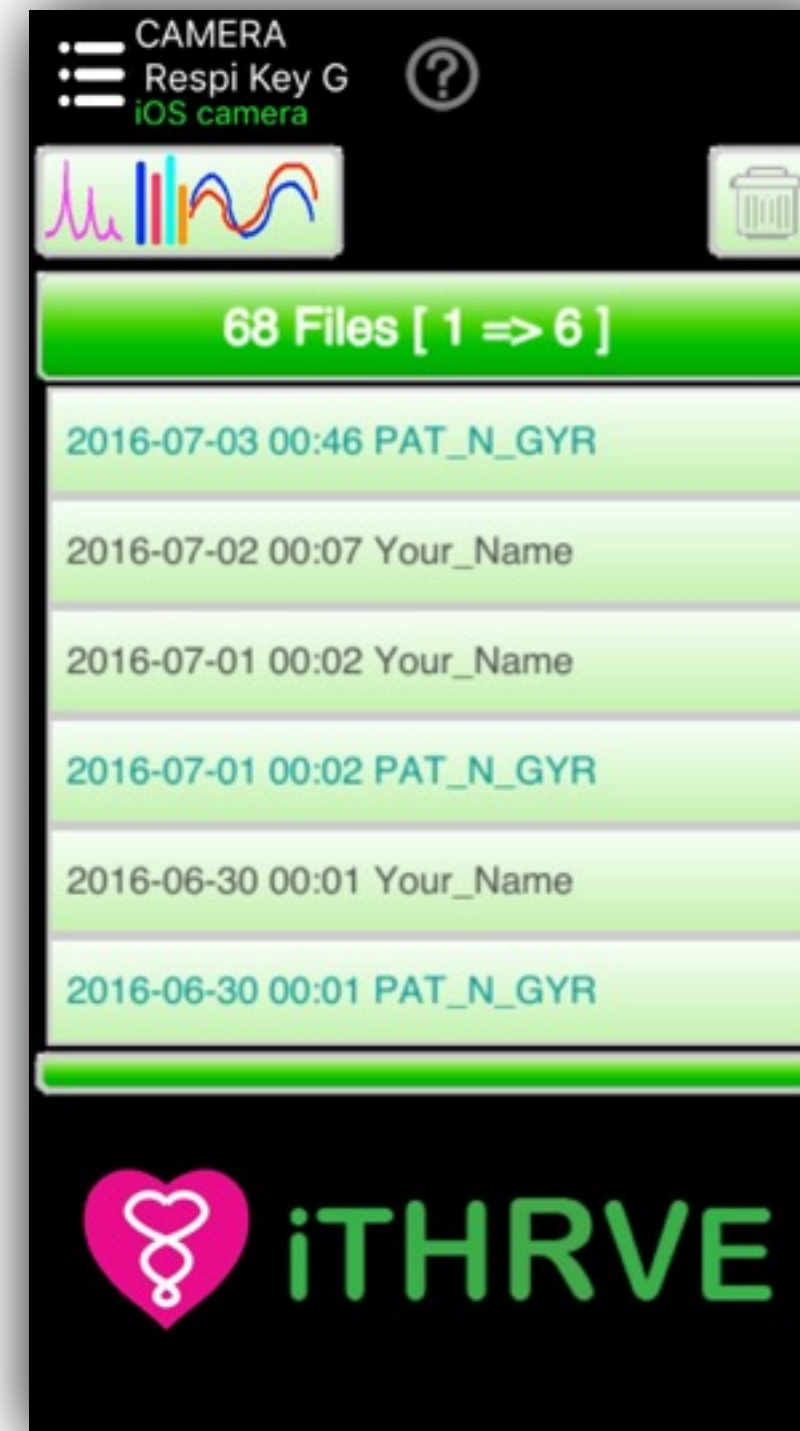 CAMERA
Respi Key G
?
iOS camera
68 Files [ 1 => 6 ]
2016-07-03 00:46 PAT_N_GYR
2016-07-02 00:07 Your_Name
2016-07-01 00:02 Your_Name
2016-07-01 00:02 PAT_N_GYR
2016-06-30 00:01 Your_Name
2016-06-30 00:01 PAT_N_GYR
iTHRVE